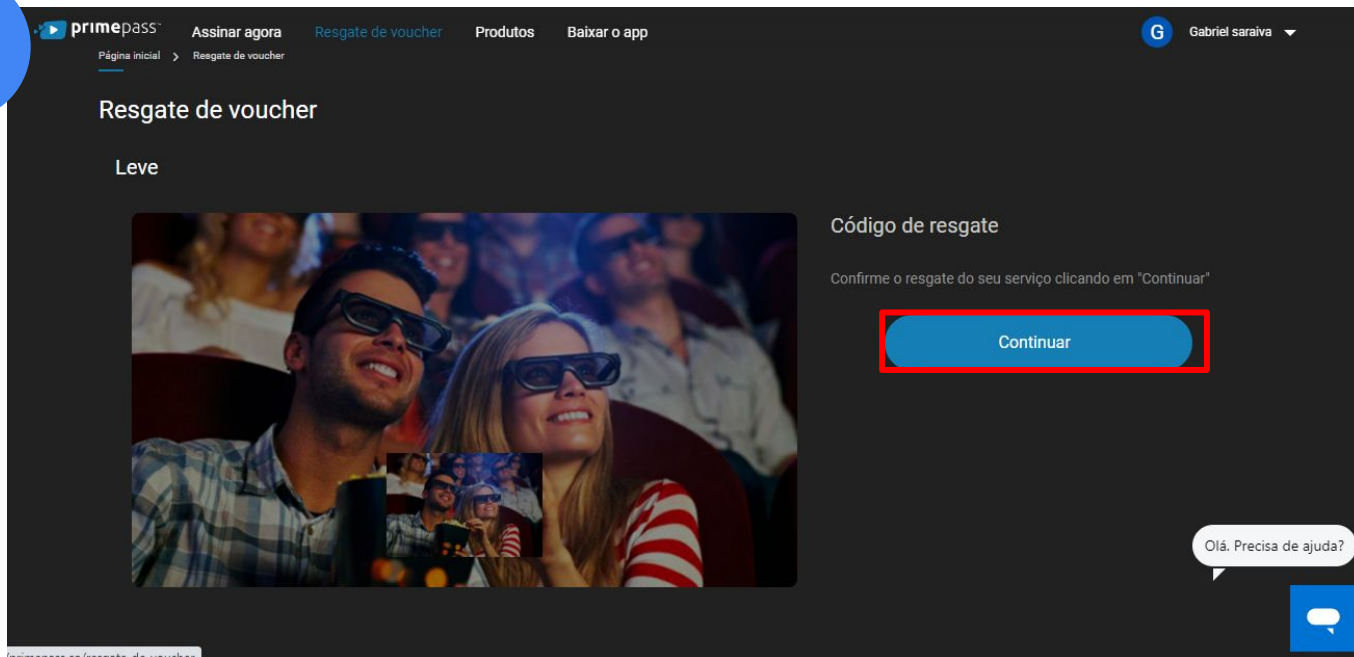 primepass
Assinar agora
Resgate de voucher
Produtos
Baixar o app
G
Gabriel saraiva
Página inicial > Resgate de voucher
Resgate de voucher
Leve
Código de resgate
Confirme o resgate do seu serviço clicando em "Continuar"
Continuar
Olá. Precisa de ajuda?